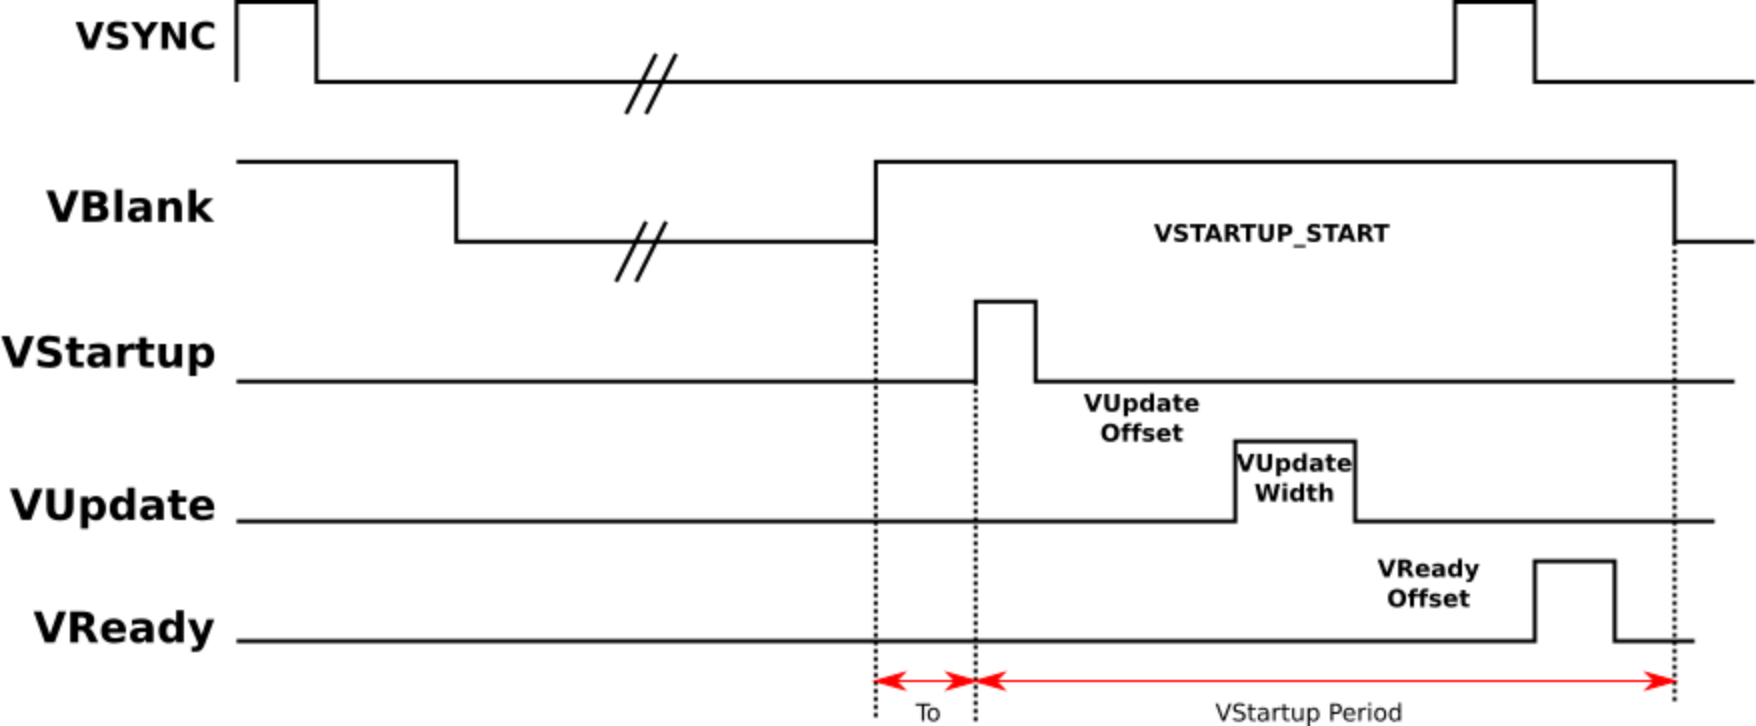 VSYNC
VBlank
VSTARTUP_START
VStartup
VUpdate
Offset
VUpdate
Width
VUpdate
VReady
Offset
VReady
To
VStartup Period